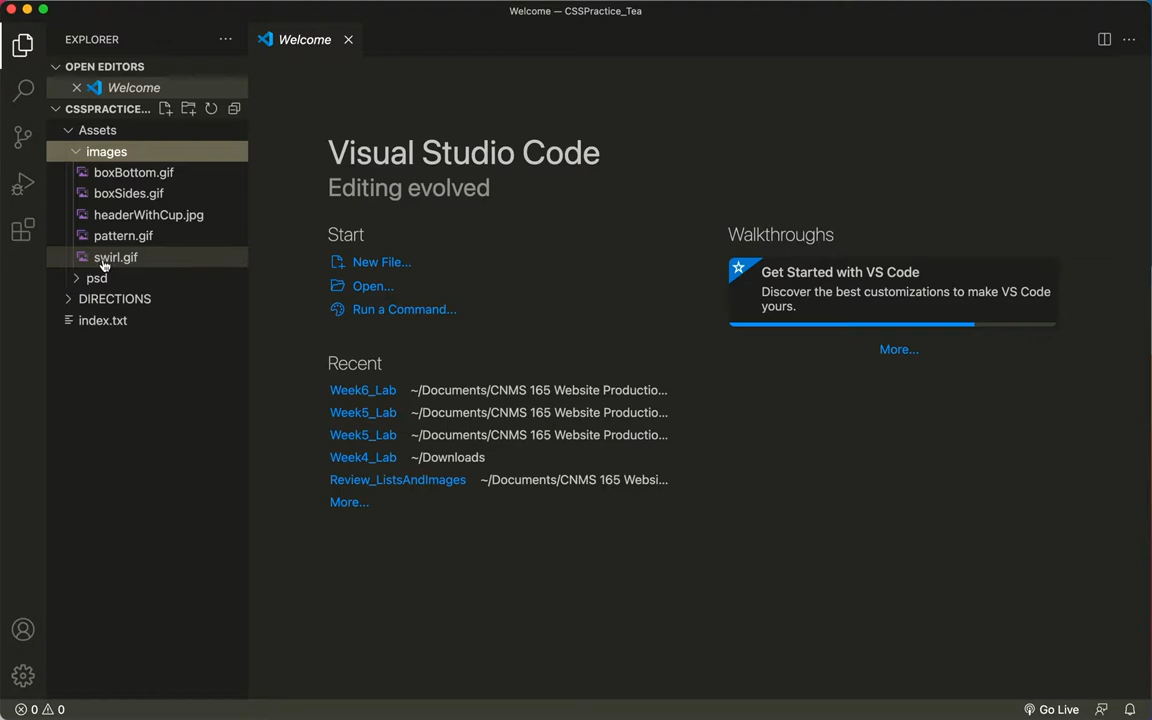 Welcome — CSSPractice_Tea
EXPLORER
Welcome
OPEN EDITORS
Welcome
CSSPRACTICE...
Assets
images
boxBottom.gif
boxSides.gif
headerWithCup.jpg
pattern.gif
swirl.gif
psd
DIRECTIONS
index.txt
Visual Studio Code
Editing evolved
Start
New File...
Open...
Run a Command...
Recent
Week6_Lab ~/Documents/CNMS 165 Website Productio...
Week5_Lab ~/Documents/CNMS 165 Website Productio...
Week5_Lab ~/Documents/CNMS 165 Website Productio...
Week4_Lab ~/Downloads
Review_ListsAndImages ~/Documents/CNMS 165 Websi...
More...
Walkthroughs
Get Started with VS Code
Discover the best customizations to make VS Code
yours.
More...
0 0
Go Live